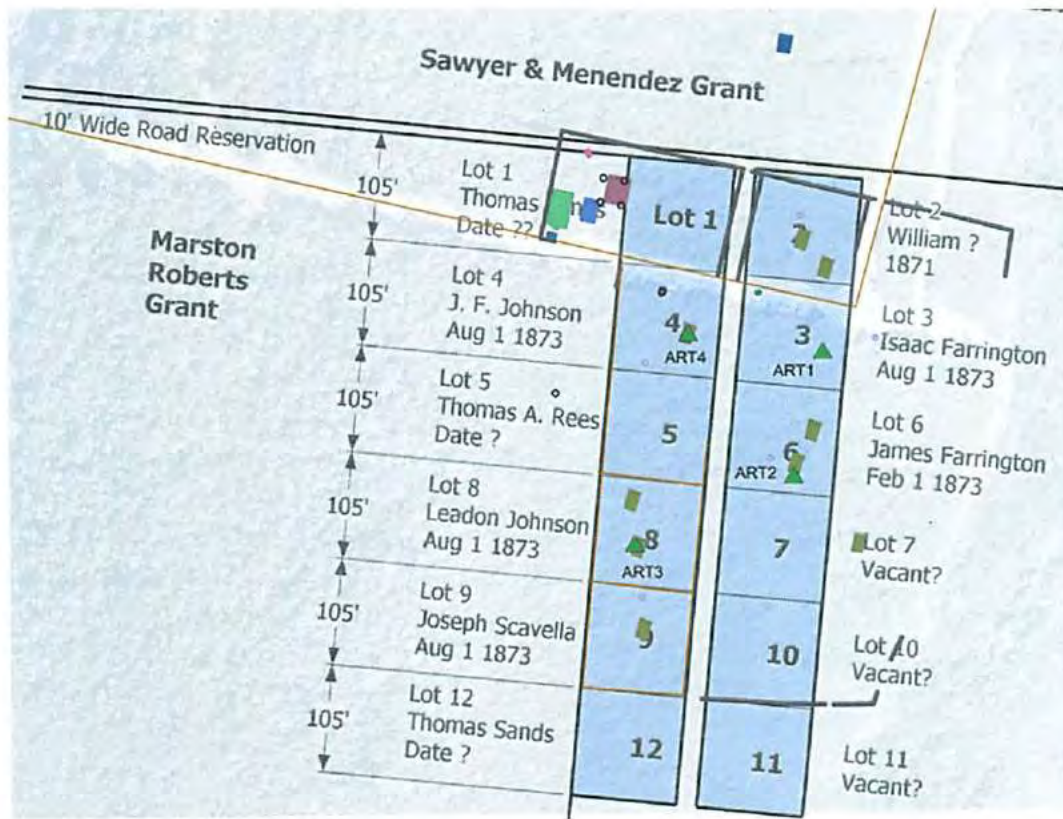 Sawyer & Menendez Grant
10' Wide Road Reservation
Marston
Roberts
Grant
105'
105'
105'
105'
105'
105'
Lot 1
Thomas
Date ??
Lot 4
J. F. Johnson
Aug 1 1873
Lot 5
Thomas A. Rees
Date ?
Lot 8
Leadon Johnson
Aug 1 1873
Lot 9
Joseph Scavella
Aug 1 1873
Lot 12
Thomas Sands
Date ?
Lot 1
2
4
ART4
3
ART1
5
6
ART2
8
ART3
7
9
10
12
11
Lot 2
William ?
1871
Lot 3
Isaac Farrington
Aug 1 1873
Lot 6
James Farrington
Feb 1 1873
Lot 7
Vacant?
Lot 10
Vacant?
Lot 11
Vacant?